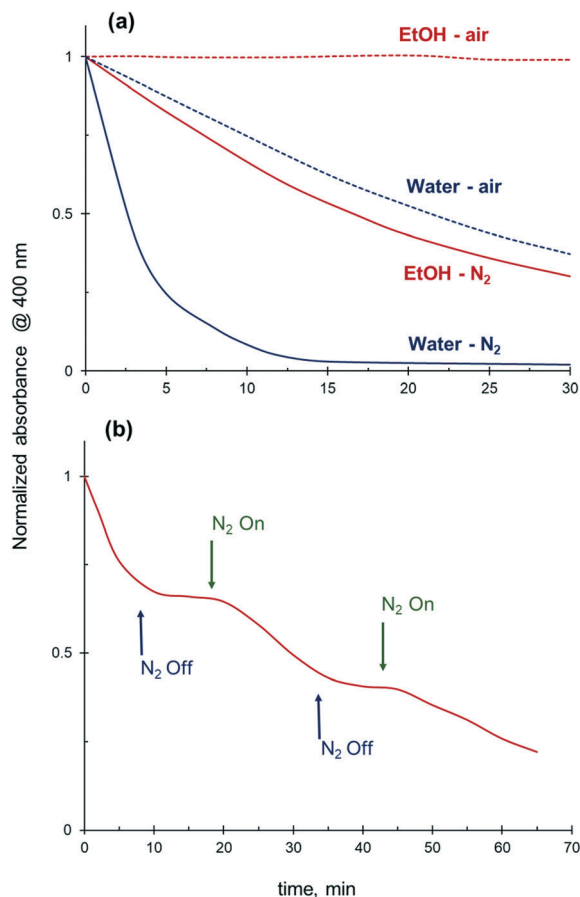 (a)
EtOH - air
Water - air
EtOH - N₂
Water - N₂
1
0.5
0
0 5 10 15 20 25 30
Normalized absorbance @ 400 nm
(b)
N₂ On
N₂ On
N₂ Off
N₂ Off
1
0.5
0
0 10 20 30 40 50 60 70
time, min